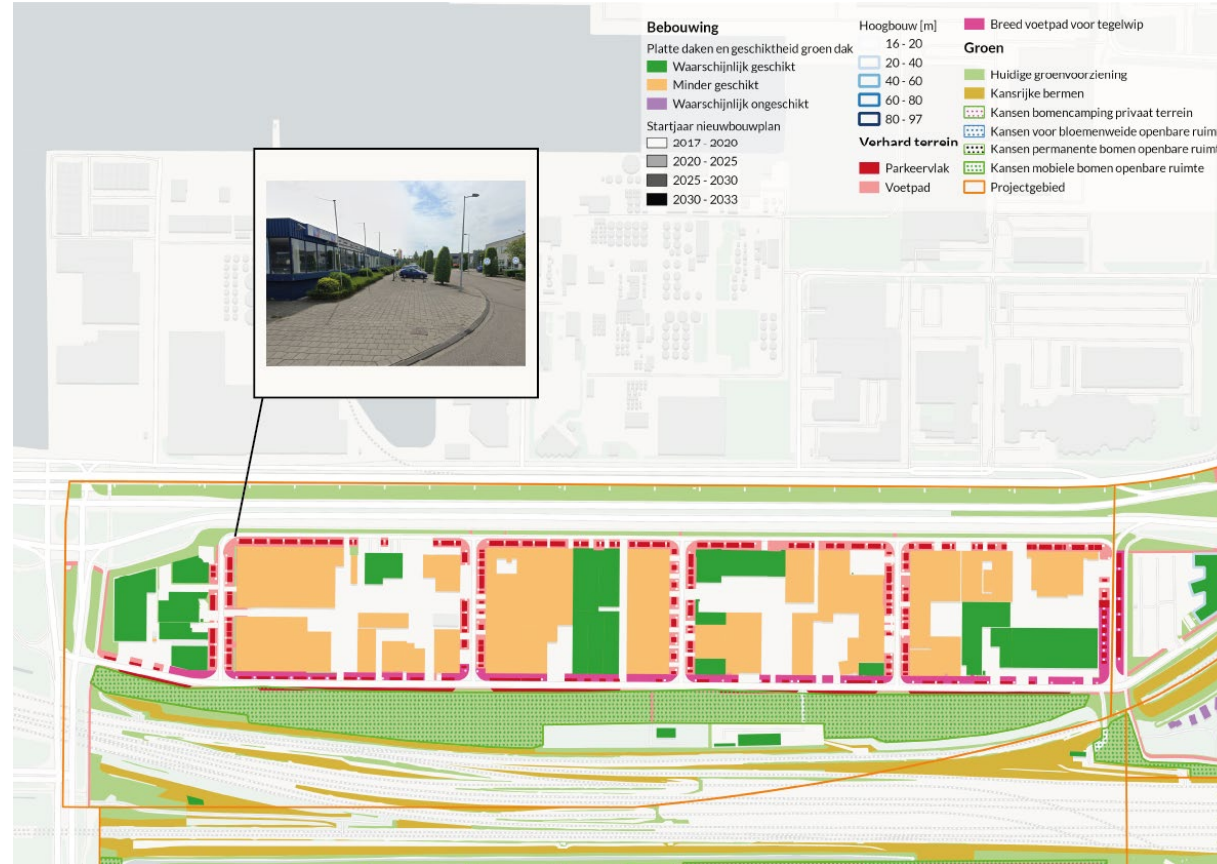 Bebouwing
Platte daken en geschiktheid groen dak
Waarschijnlijk geschikt
Minder geschikt
Waarschijnlijk ongeschikt
Startjaar nieuwbouwplan
2017 - 2020
2020 - 2025
2025 - 2030
2030 - 2033
Hoogbouw [m]
16 - 20
20 - 40
40 - 60
60 - 80
80 - 97
Verhard terrein
Parkeervlak
Voetpad
Breed voetpad voor tegelwip
Groen
Huidige groenvoorziening
Kansrijke bermen
Kansen bomencamping privaat terrein
Kansen voor bloemenweide openbare ruim
Kansen permanente bomen openbare ruimt
Kansen mobiele bomen openbare ruimte
Projectgebied